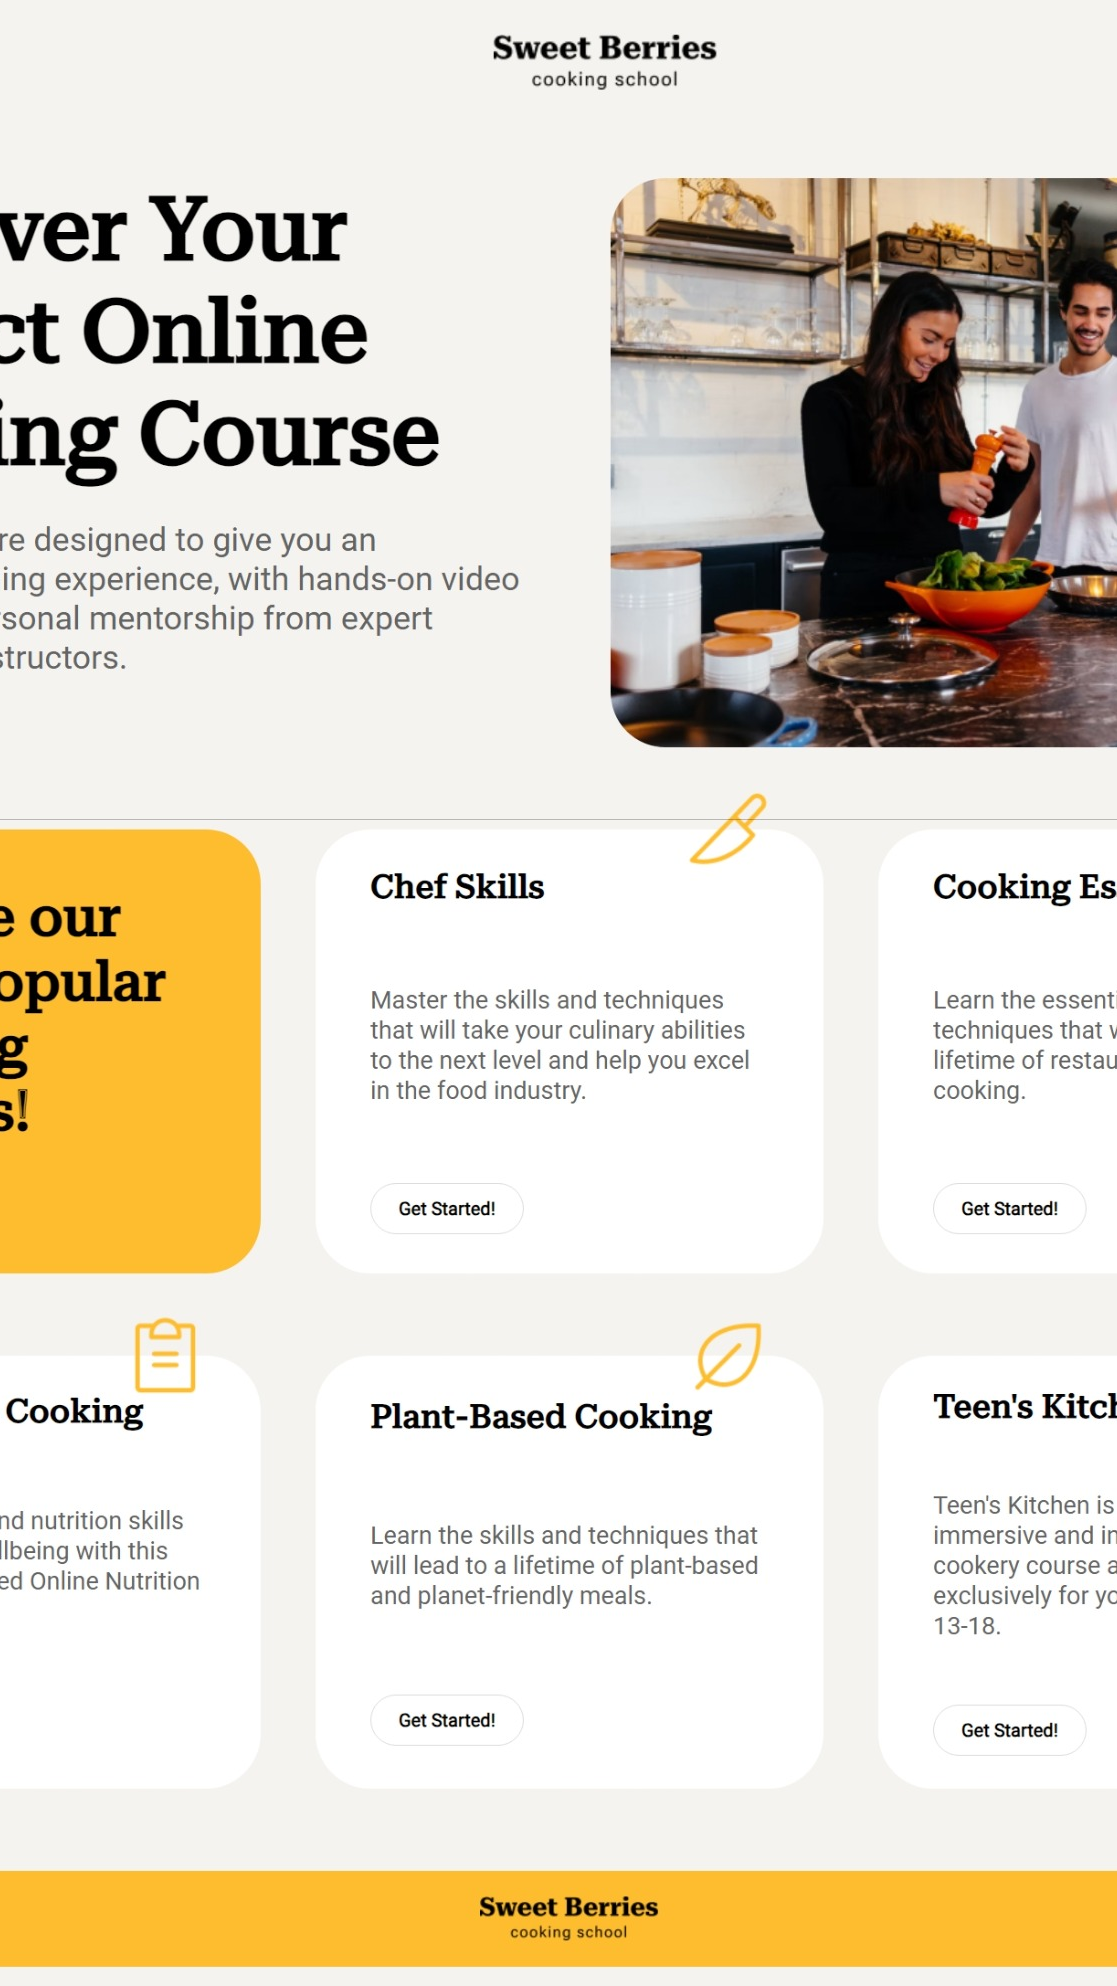 Sweet Berries
cooking school
ver Your
ct Online
ing Course
re designed to give you an
ing experience, with hands-on video
rsonal mentorship from expert
structors.
e our
opular
g
s!
Chef Skills
Master the skills and techniques
that will take your culinary abilities
to the next level and help you excel
in the food industry.
Get Started!
Cooking Es
Learn the essenti
techniques that w
lifetime of restau
cooking.
Get Started!
Cooking
nd nutrition skills
llbeing with this
ed Online Nutrition
Plant-Based Cooking
Learn the skills and techniques that
will lead to a lifetime of plant-based
and planet-friendly meals.
Get Started!
Teen's Kitch
Teen's Kitchen is
immersive and in
cookery course a
exclusively for yo
13-18.
Get Started!
Sweet Berries
cooking school